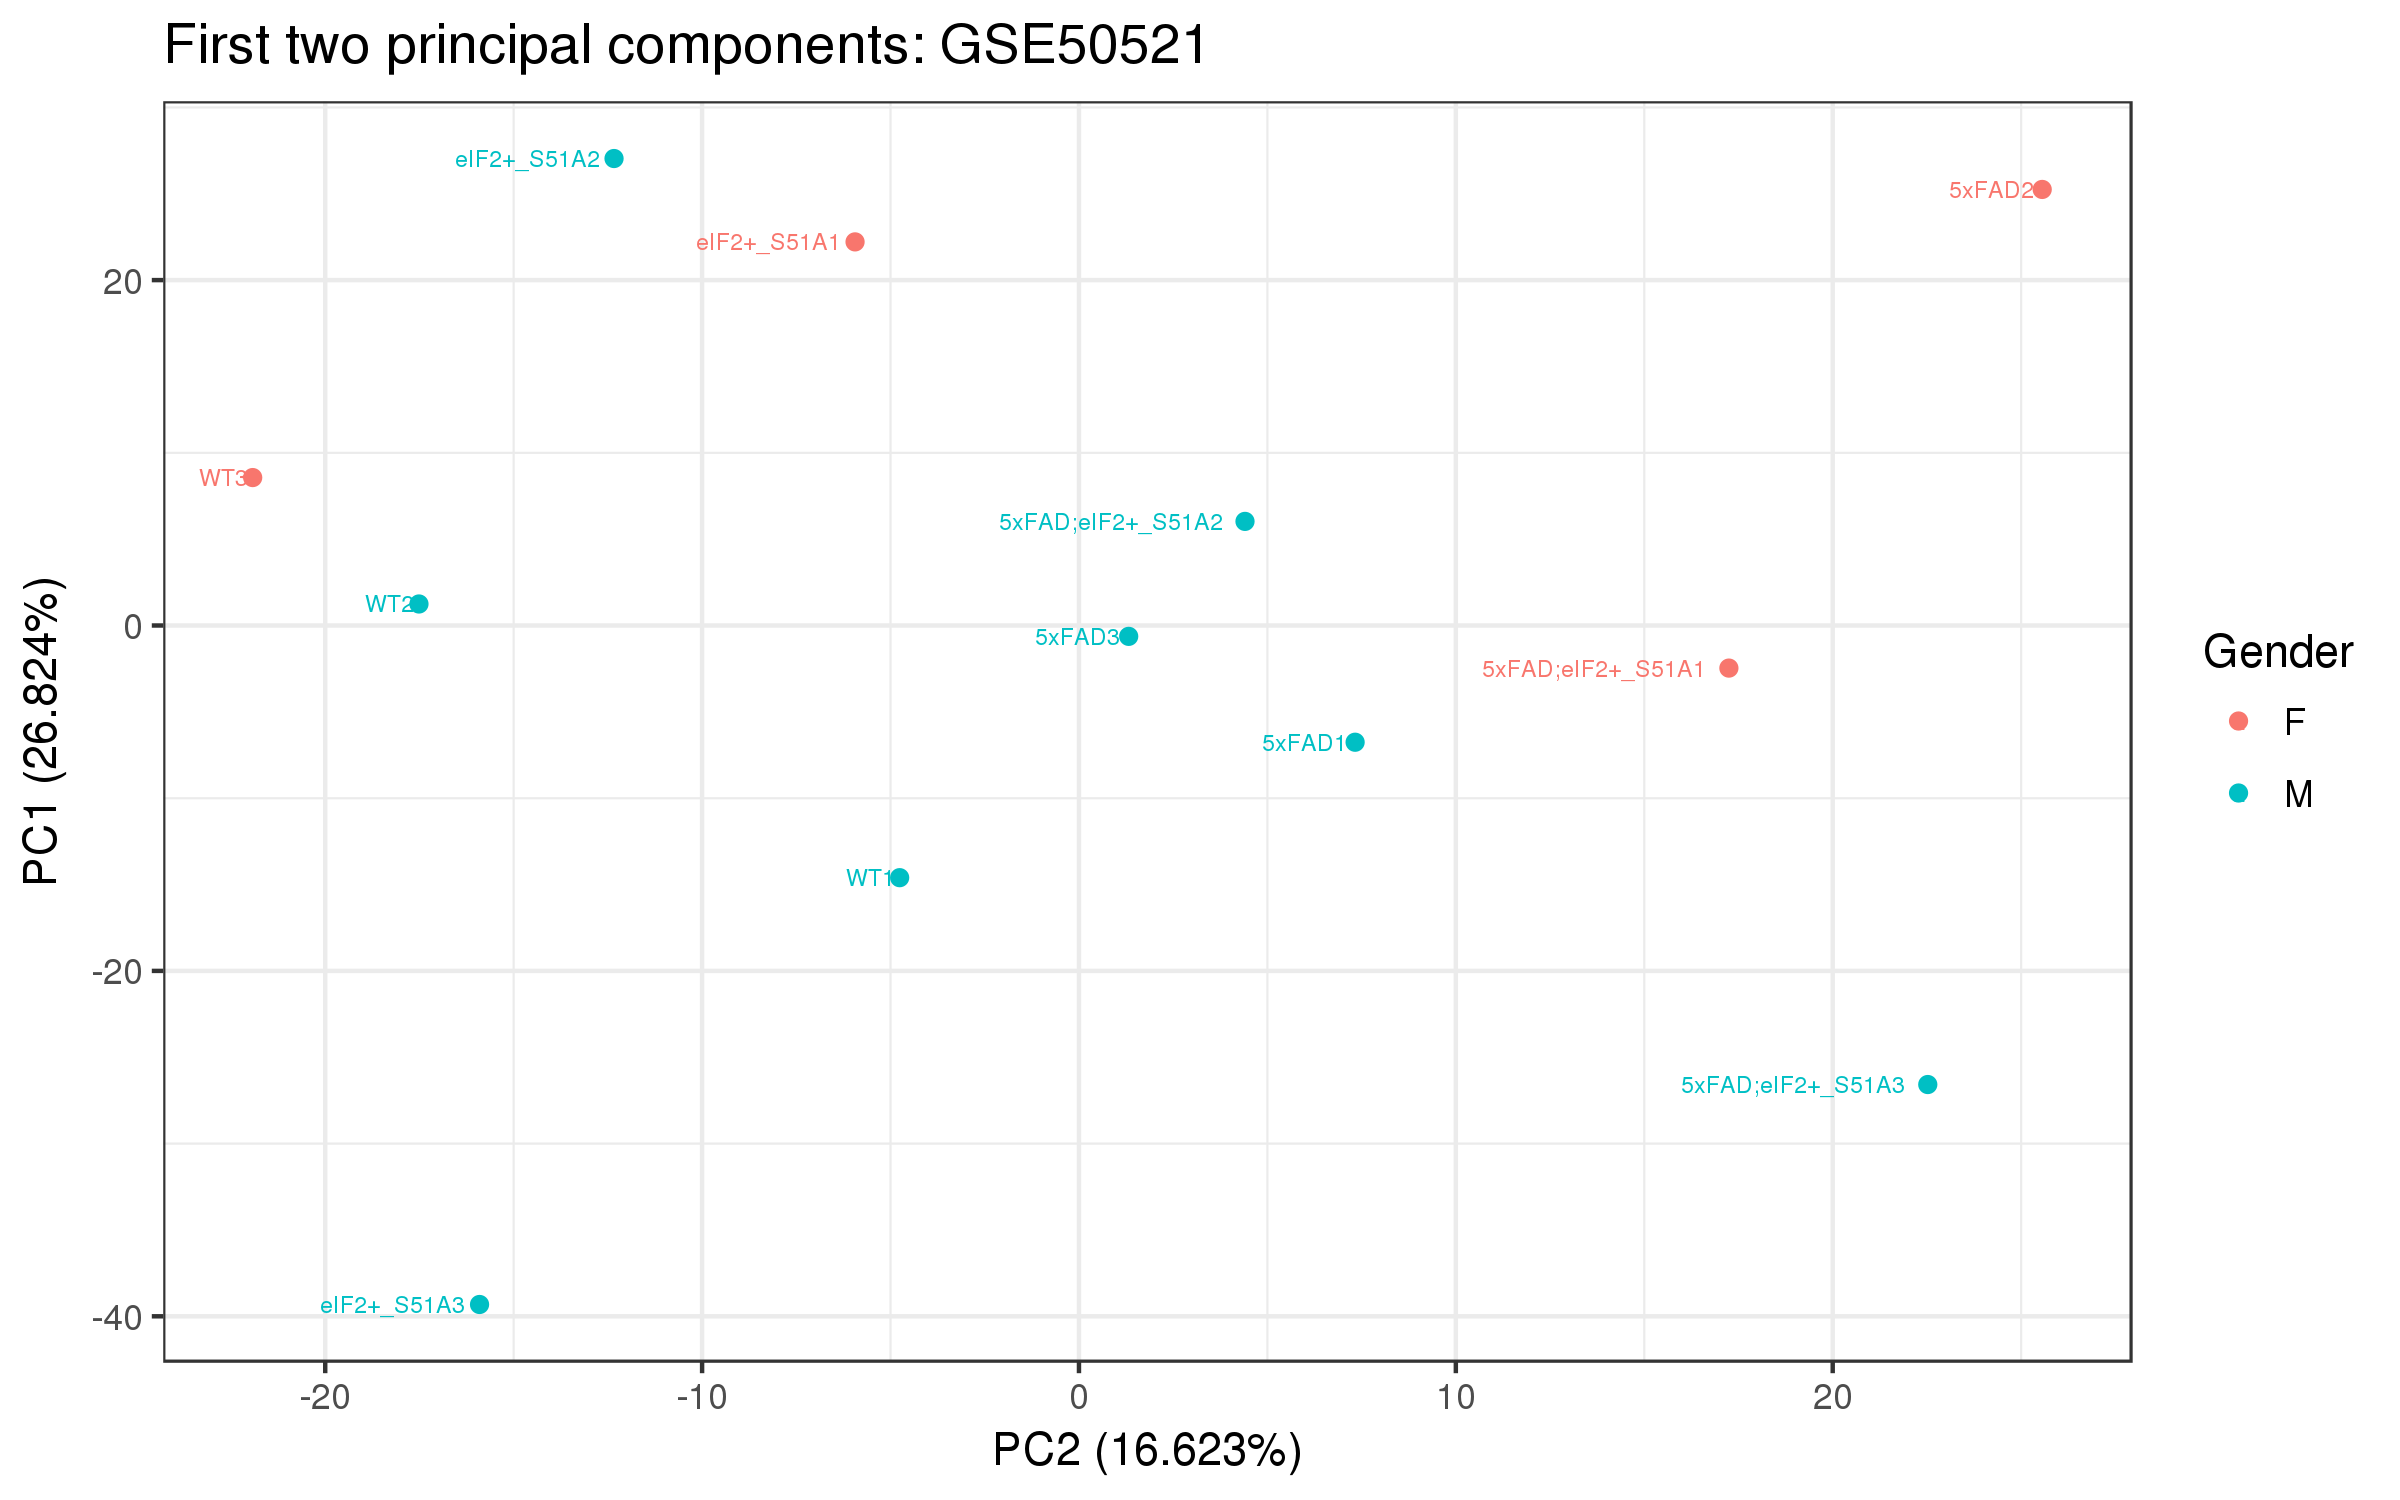 First two principal components: GSE50521
eIF2+_S51A2
5xFAD2
eIF2+_S51A1
20
WT3
5xFAD;eIF2+_S51A2
WT2
0
5xFAD3
5xFAD;eIF2+_S51A1
5xFAD1
WT1
-20
5xFAD;eIF2+_S51A3
eIF2+_S51A3
-40
PC1 (26.824%)
-20
-10
0
10
20
PC2 (16.623%)
Gender
F
M